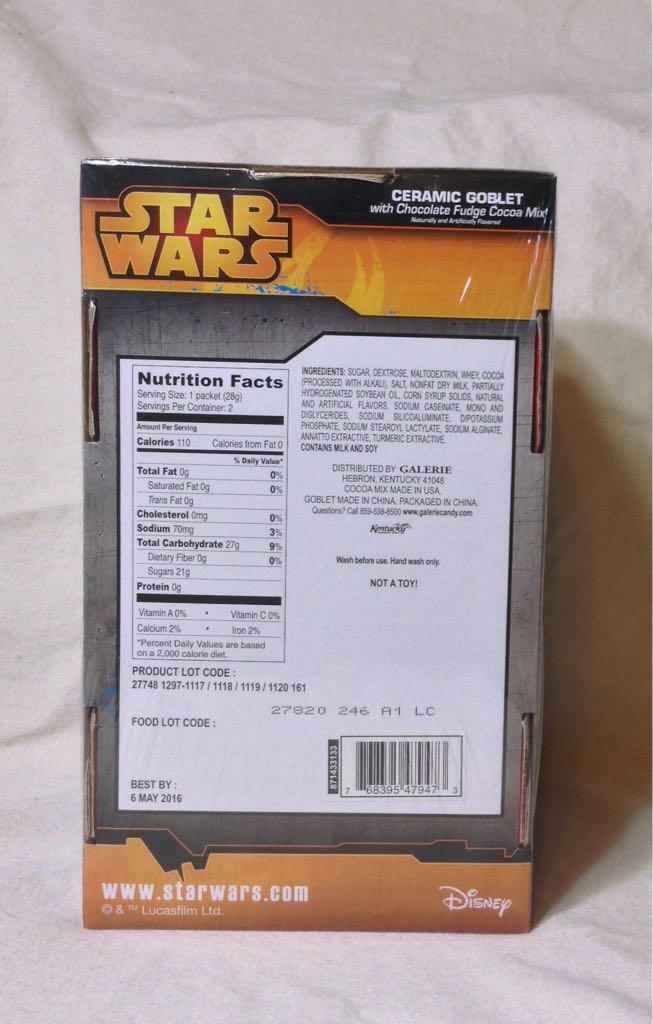 STAR
WARS
CERAMIC GOBLET
with Chocolate Fudge Cocoa Mix
Naturally and Artificially Flavored
Nutrition Facts
Serving Size: 1 packet (28g)
Servings Per Container: 2
Amount Per Serving
Calories 110 Calories from Fat 0
% Daily Value*
Total Fat 0g 0%
Saturated Fat 0g 0%
Trans Fat 0g
Cholesterol 0mg 0%
Sodium 70mg 3%
Total Carbohydrate 27g 9%
Dietary Fiber 0g 0%
Sugars 21g
Protein 0g
Vitamin A 0% • Vitamin C 0%
Calcium 2% • Iron 2%
*Percent Daily Values are based
on a 2,000 calorie diet.
INGREDIENTS: SUGAR, DEXTROSE, MALTODEXTRIN, WHEY, COCOA
(PROCESSED WITH ALKALI), SALT, NONFAT DRY MILK, PARTIALLY
HYDROGENATED SOYBEAN OIL, CORN SYRUP SOLIDS, NATURAL
AND ARTIFICIAL FLAVORS, SODIUM CASEINATE, MONO AND
DIGLYCERIDES, SODIUM SILICOALUMINATE, DIPOTASSIUM
PHOSPHATE, SODIUM STEAROYL LACTYLATE, SODIUM ALGINATE,
ANNATTO EXTRACTIVE, TURMERIC EXTRACTIVE.
CONTAINS MILK AND SOY
DISTRIBUTED BY GALERIE
HEBRON, KENTUCKY 41048
COCOA MIX MADE IN USA.
GOBLET MADE IN CHINA. PACKAGED IN CHINA.
Questions? Call 859-538-8500 www.galeriecandy.com
Kentucky
Wash before use. Hand wash only.
NOT A TOY!
PRODUCT LOT CODE :
27748 1297-1117 / 1118 / 1119 / 1120 161
27820 246 A1 LC
FOOD LOT CODE :
871433133
7 68395 47947 3
BEST BY :
6 MAY 2016
www.starwars.com
© & ™ Lucasfilm Ltd.
Disney